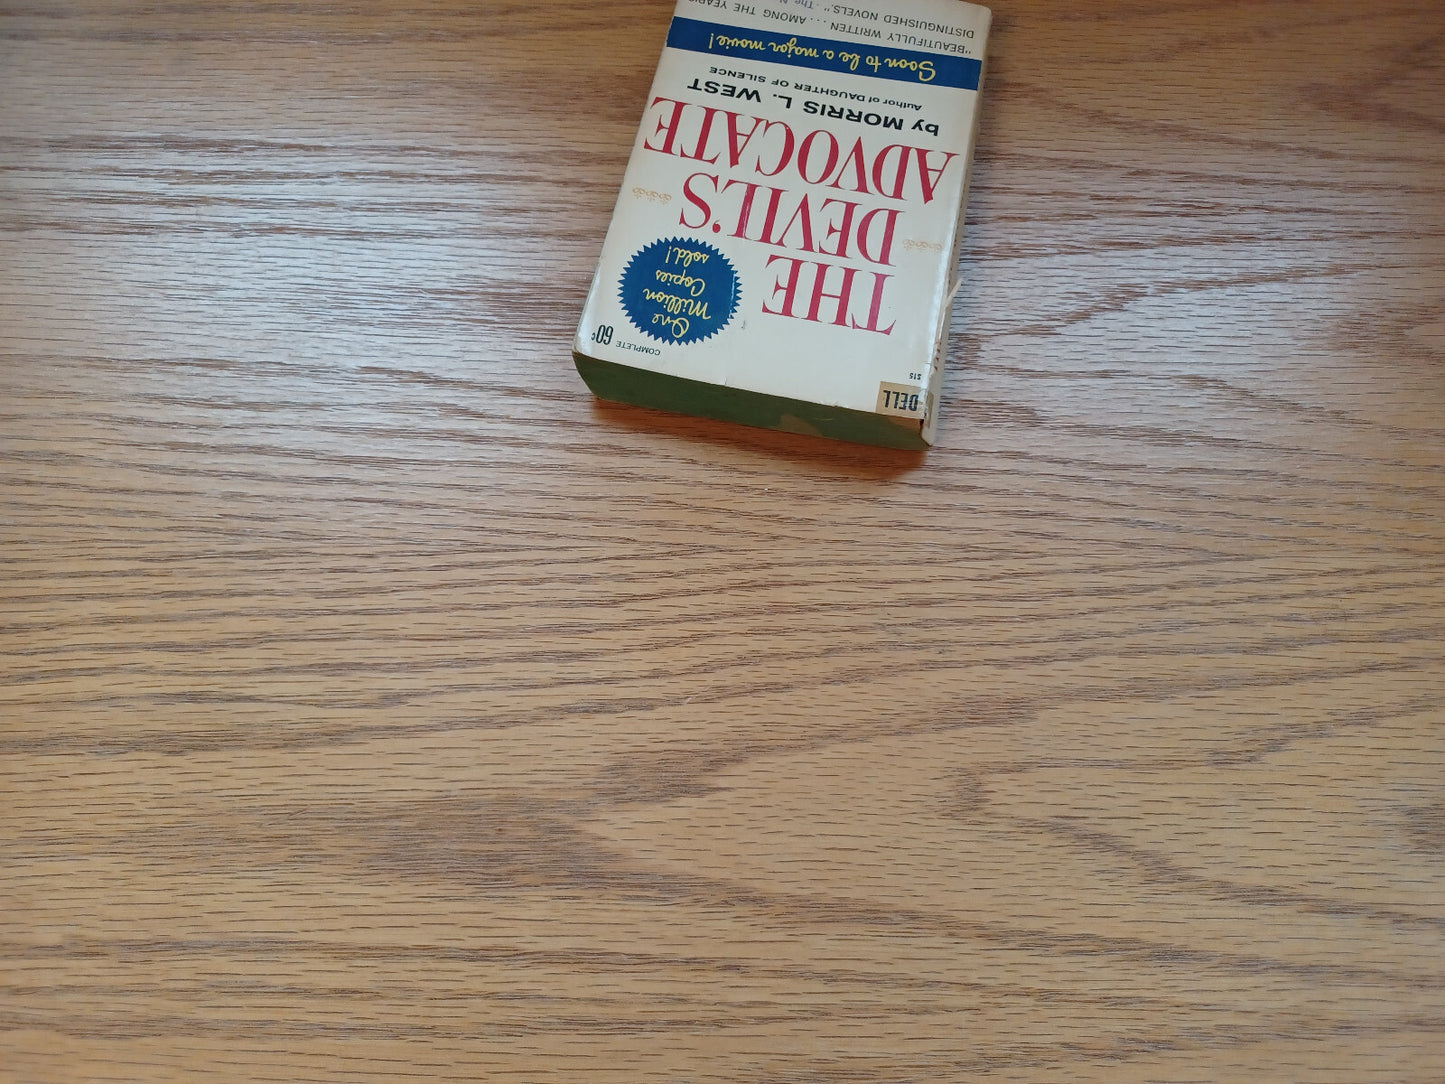 DELL
S15
COMPLETE 60¢
One
Million
Copies
sold!
THE
DEVIL'S
ADVOCATE
by MORRIS L. WEST
Author of DAUGHTER OF SILENCE
Soon to be a major movie!
"BEAUTIFULLY WRITTEN ... AMONG THE YEAR'S
DISTINGUISHED NOVELS." The